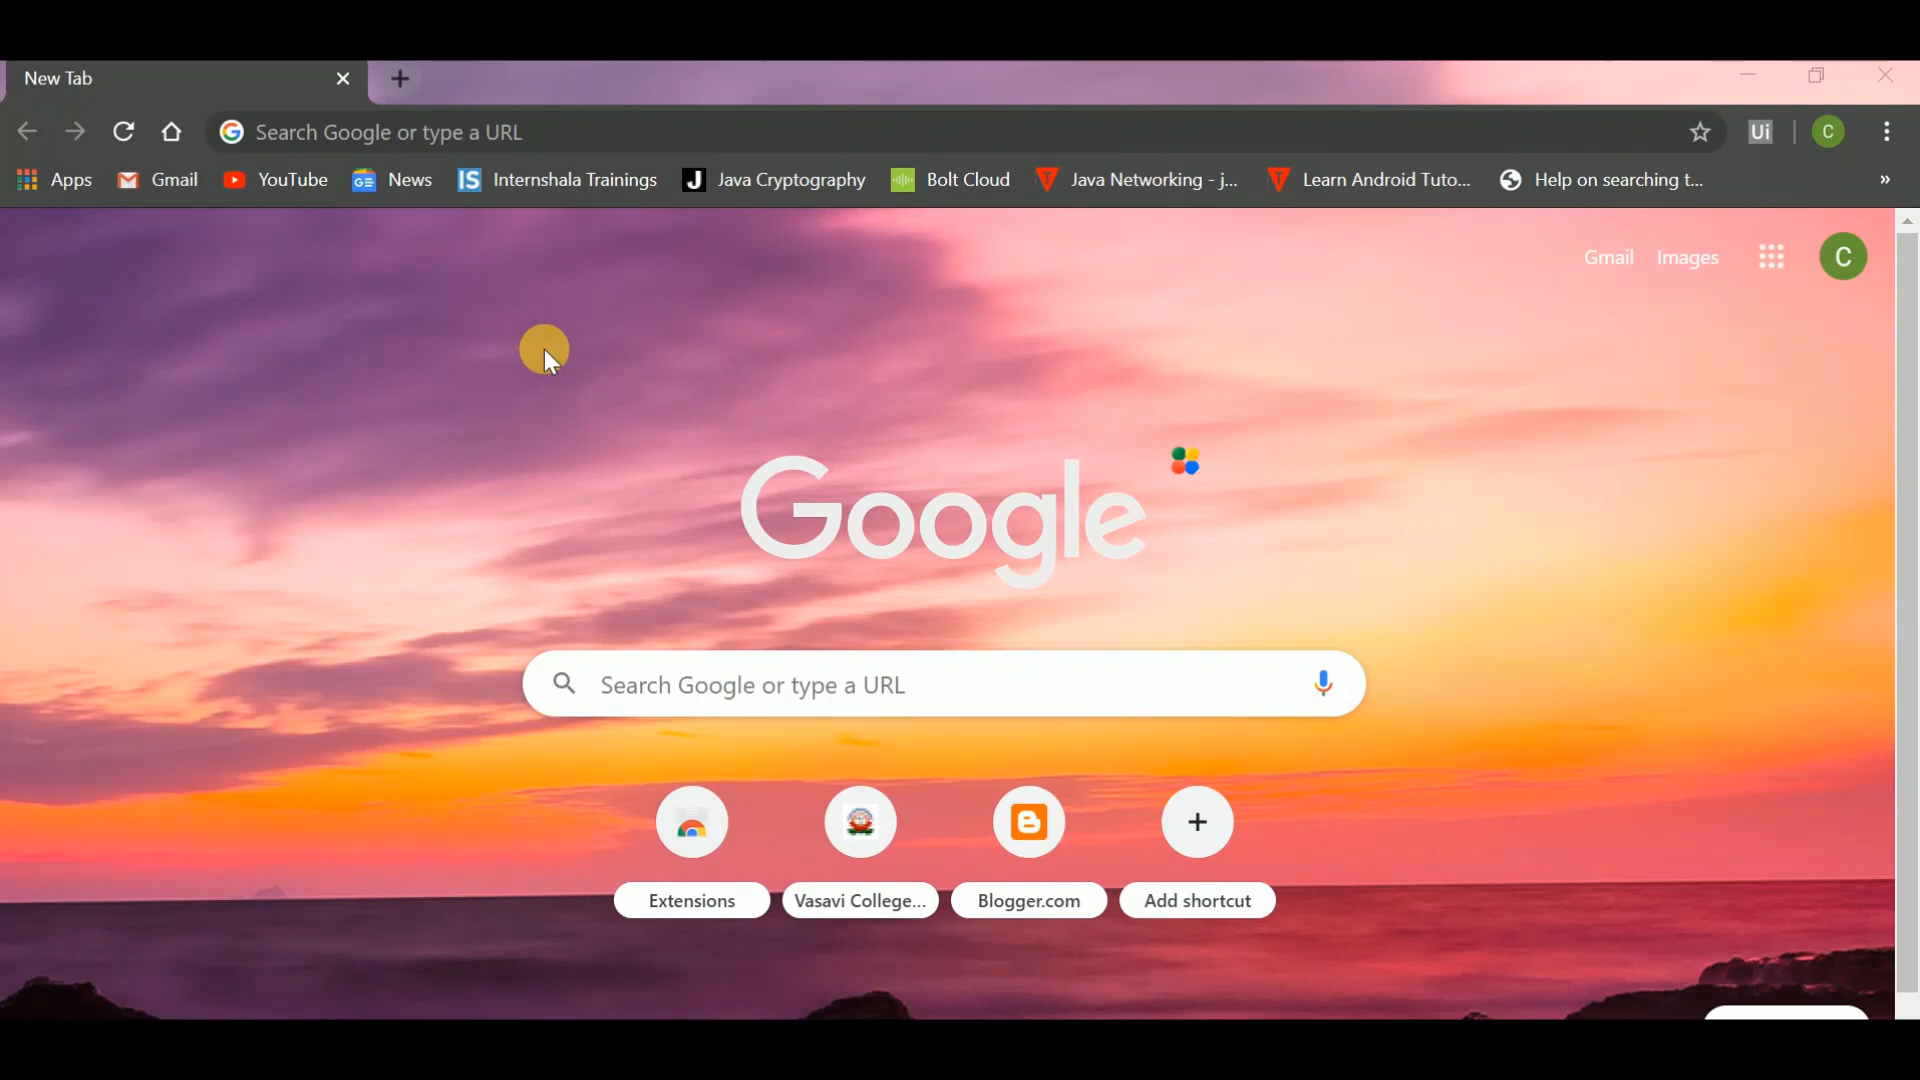 New Tab
Search Google or type a URL
Ui
C
Apps Gmail YouTube News Internshala Trainings Java Cryptography Bolt Cloud Java Networking - j... Learn Android Tuto... Help on searching t... »
Gmail Images C
Google
Search Google or type a URL
Extensions Vasavi College... Blogger.com Add shortcut